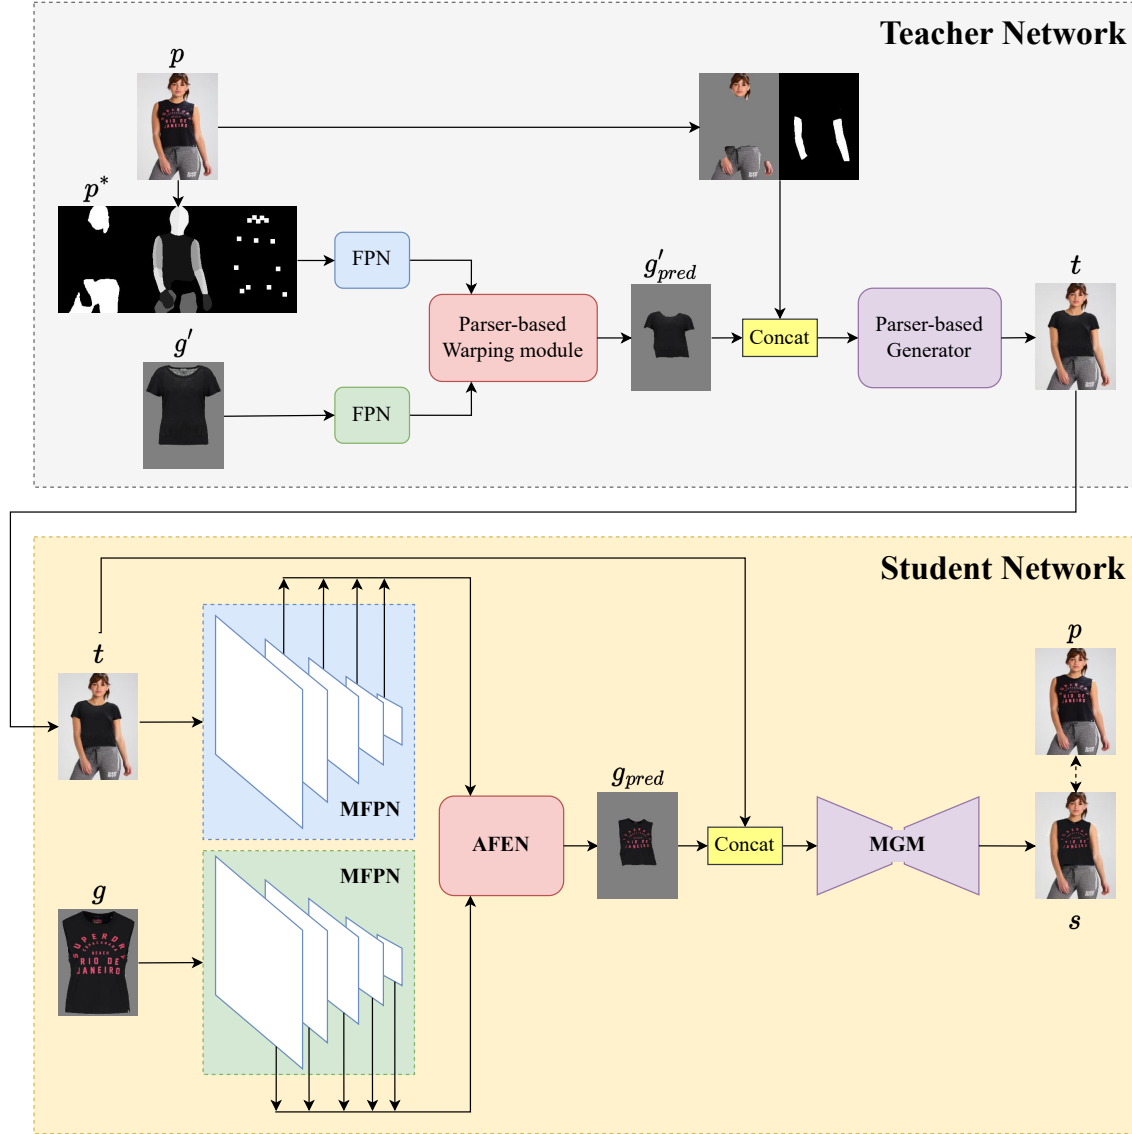 Teacher Network
p
p*
FPN
g'
FPN
Parser-based
Warping module
g'pred
Concat
Parser-based
Generator
t
Student Network
t
MFPN
g
SUPERDRY
BEACH
RIO DE
JANEIRO
MFPN
AFEN
gpred
Concat
MGM
p
s